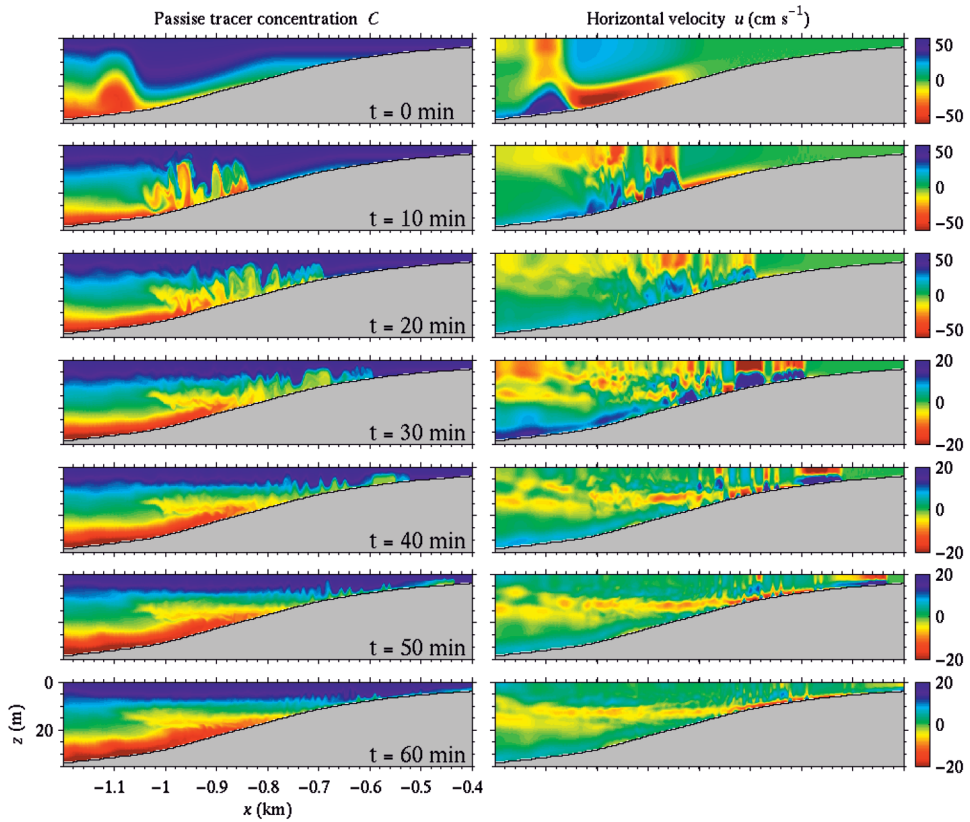 Passise tracer concentration C
Horizontal velocity u (cm s⁻¹)
t = 0 min
50
0
−50
t = 10 min
50
0
−50
t = 20 min
50
0
−50
t = 30 min
20
0
−20
t = 40 min
20
0
−20
t = 50 min
20
0
−20
0
20
z (m)
t = 60 min
20
0
−20
−1.1 −1 −0.9 −0.8 −0.7 −0.6 −0.5 −0.4
x (km)